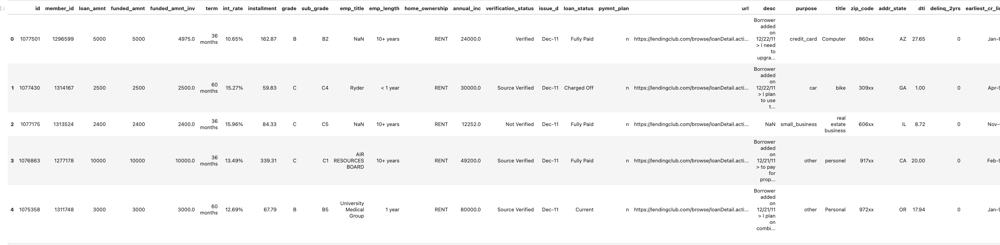 ] :
id member_id loan_amnt funded_amnt funded_amnt_inv term int_rate installment grade sub_grade emp_title emp_length home_ownership annual_inc verification_status issue_d loan_status pymnt_plan url desc purpose title zip_code addr_state dti delinq_2yrs
0 1077501 1296599 5000 5000 4975.0 36 months 10.65% 162.87 B B2 NaN 10+ years RENT 24000.0 Verified Dec-11 Fully Paid n https://lendingclub.com/browse/loanDetail.acti... Borrower added on 12/22/11 > I need to upgra... credit_card Computer 860xx AZ 27.65 0
1 1077430 1314167 2500 2500 2500.0 60 months 15.27% 59.83 C C4 Ryder < 1 year RENT 30000.0 Source Verified Dec-11 Charged Off n https://lendingclub.com/browse/loanDetail.acti... Borrower added on 12/22/11 > I plan to use t... car bike 309xx GA 1.00 0
2 1077175 1313524 2400 2400 2400.0 36 months 15.96% 84.33 C C5 NaN 10+ years RENT 12252.0 Not Verified Dec-11 Fully Paid n https://lendingclub.com/browse/loanDetail.acti... NaN small_business real estate business 606xx IL 8.72 0
3 1076863 1277178 10000 10000 10000.0 36 months 13.49% 339.31 C C1 AIR RESOURCES BOARD 10+ years RENT 49200.0 Source Verified Dec-11 Fully Paid n https://lendingclub.com/browse/loanDetail.acti... Borrower added on 12/21/11 > to pay for prop... other personel 917xx CA 20.00 0
4 1075358 1311748 3000 3000 3000.0 60 months 12.69% 67.79 B B5 University Medical Group 1 year RENT 80000.0 Source Verified Dec-11 Current n https://lendingclub.com/browse/loanDetail.acti... Borrower added on 12/21/11 > I plan on combi... other Personal 972xx OR 17.94 0